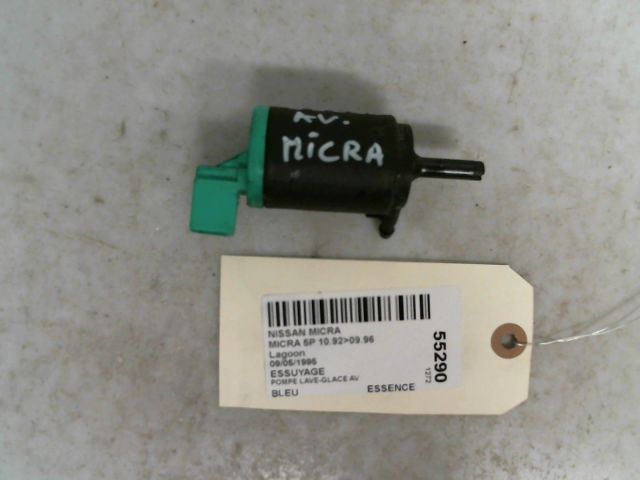 AV.
MiCRA
NISSAN MICRA
MICRA 5P 10.92>09.96
Lagoon
09/05/1995
ESSUYAGE
POMPE LAVE-GLACE AV
BLEU ESSENCE
55290
1272